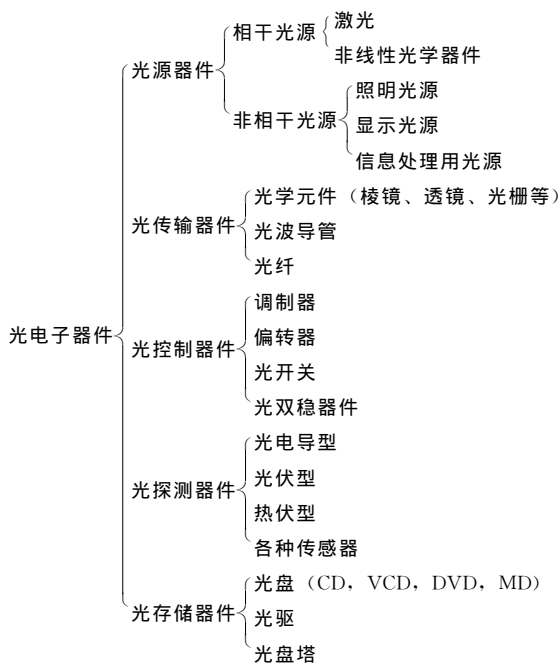 激光
相干光源
非线性光学器件
光源器件
照明光源
非相干光源
显示光源
信息处理用光源
光学元件（棱镜、透镜、光栅等）
光传输器件
光波导管
光纤
调制器
光电子器件
偏转器
光控制器件
光开关
光双稳器件
光电导型
光伏型
光探测器件
热伏型
各种传感器
光盘（CD，VCD，DVD，MD）
光存储器件
光驱
光盘塔